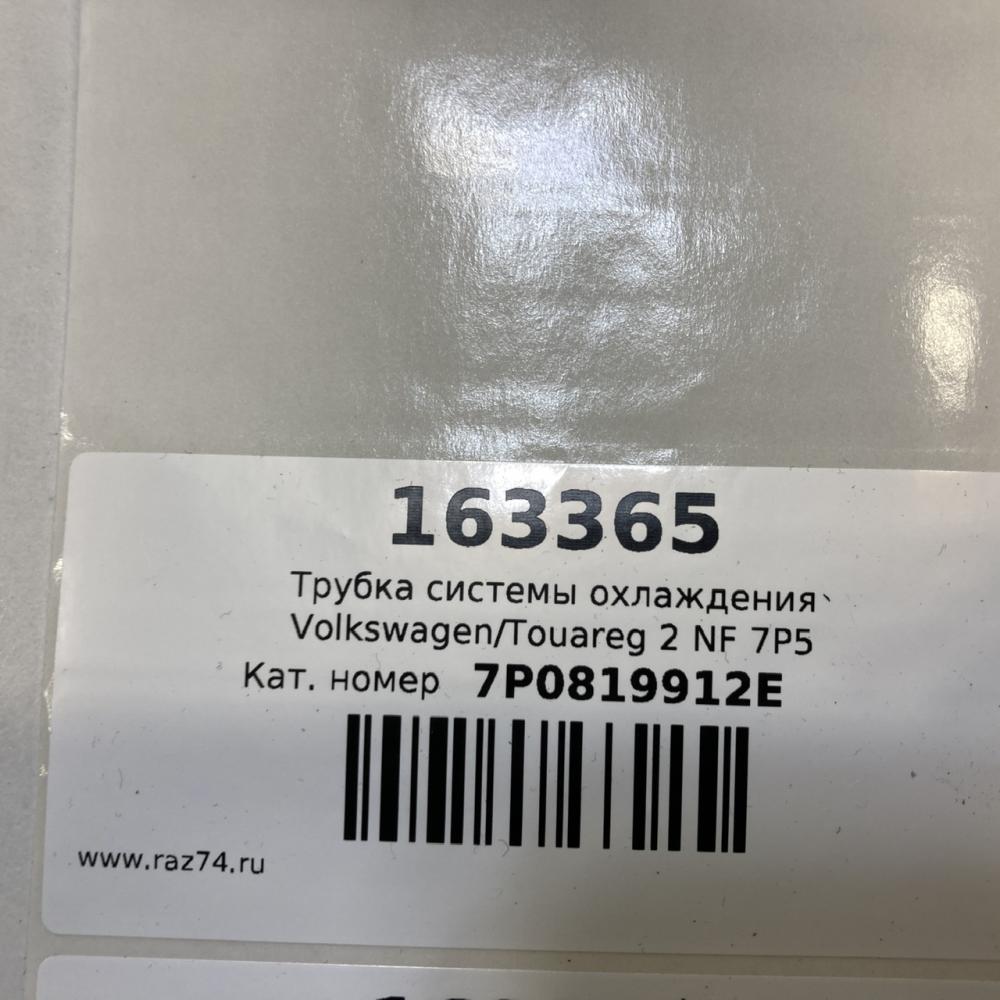 163365
Трубка системы охлаждения`
Volkswagen/Touareg 2 NF 7P5
Кат. номер 7P0819912E
www.raz74.ru